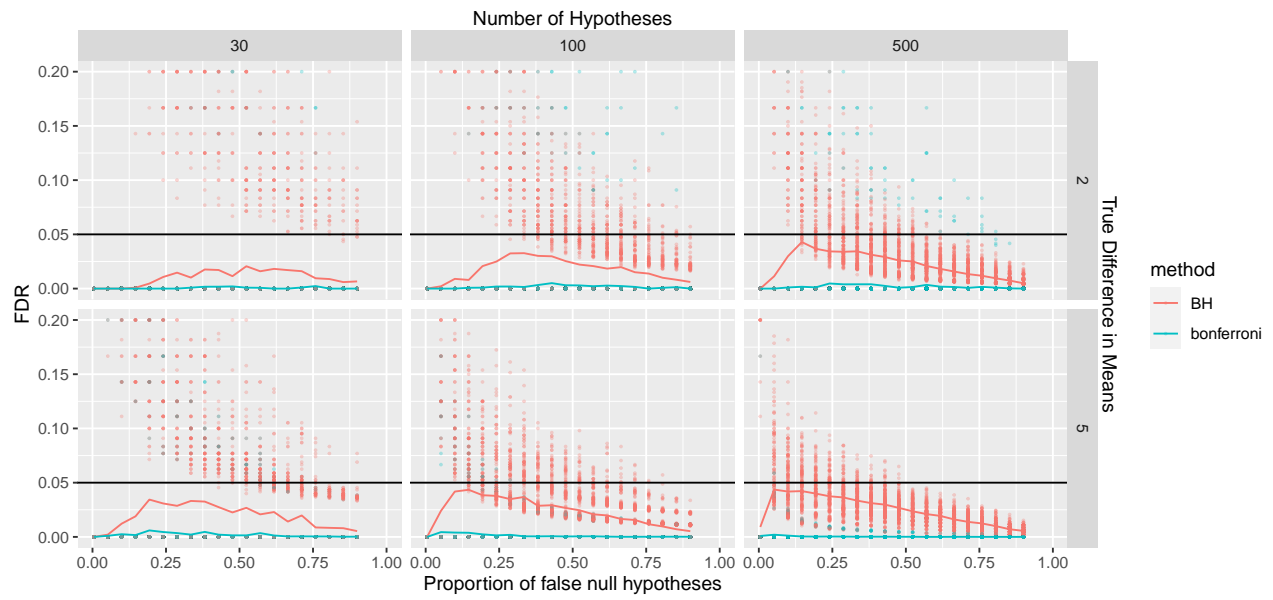 Number of Hypotheses
30
100
500
0.20
0.15
0.10
0.05
0.00
2
0.20
0.15
0.10
0.05
0.00
5
FDR
True Difference in Means
0.00 0.25 0.50 0.75 1.00
0.00 0.25 0.50 0.75 1.00
0.00 0.25 0.50 0.75 1.00
Proportion of false null hypotheses
method
BH
bonferroni